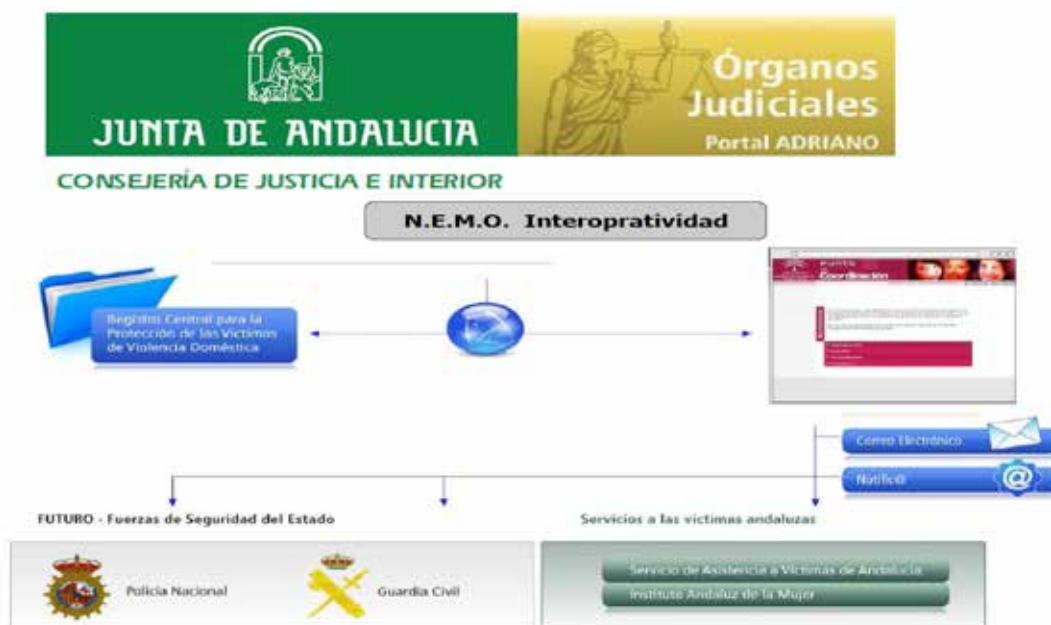 JUNTA DE ANDALUCIA
Órganos
Judiciales
Portal ADRIANO
CONSEJERÍA DE JUSTICIA E INTERIOR
N.E.M.O. Interopratividad
Registro Central para la
Protección de las Victimas
de Violencia Doméstica
Coordinación
Correo Electrónico
Notific@
FUTURO - Fuerzas de Seguridad del Estado
Servicios a las victimas andaluzas
Policía Nacional
Guardia Civil
Servicio de Asistencia a Víctimas de Andalucía
Instituto Andaluz de la Mujer